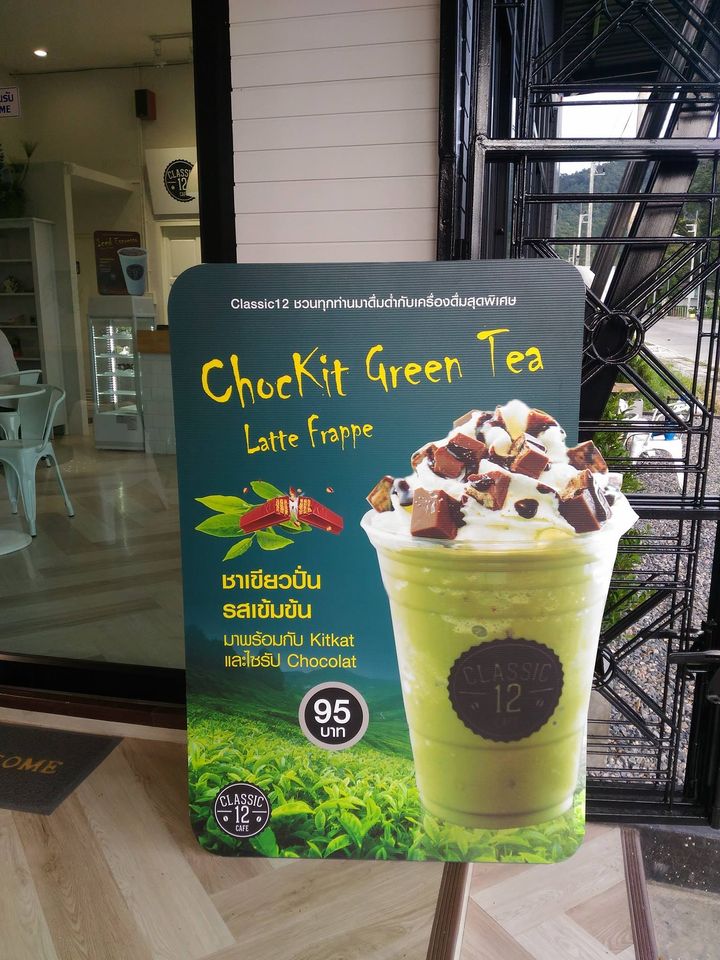 CLASSIC
12
Iced Espresso
Classic12 ชวนทุกท่านมาดื่มด่ำกับเครื่องดื่มสุดพิเศษ
ChocKit Green Tea
Latte Frappe
ชาเขียวปั่น
รสเข้มข้น
มาพร้อมกับ Kitkat
และไซรัป Chocolat
95
บาท
CLASSIC
12
CLASSIC
12
CAFE